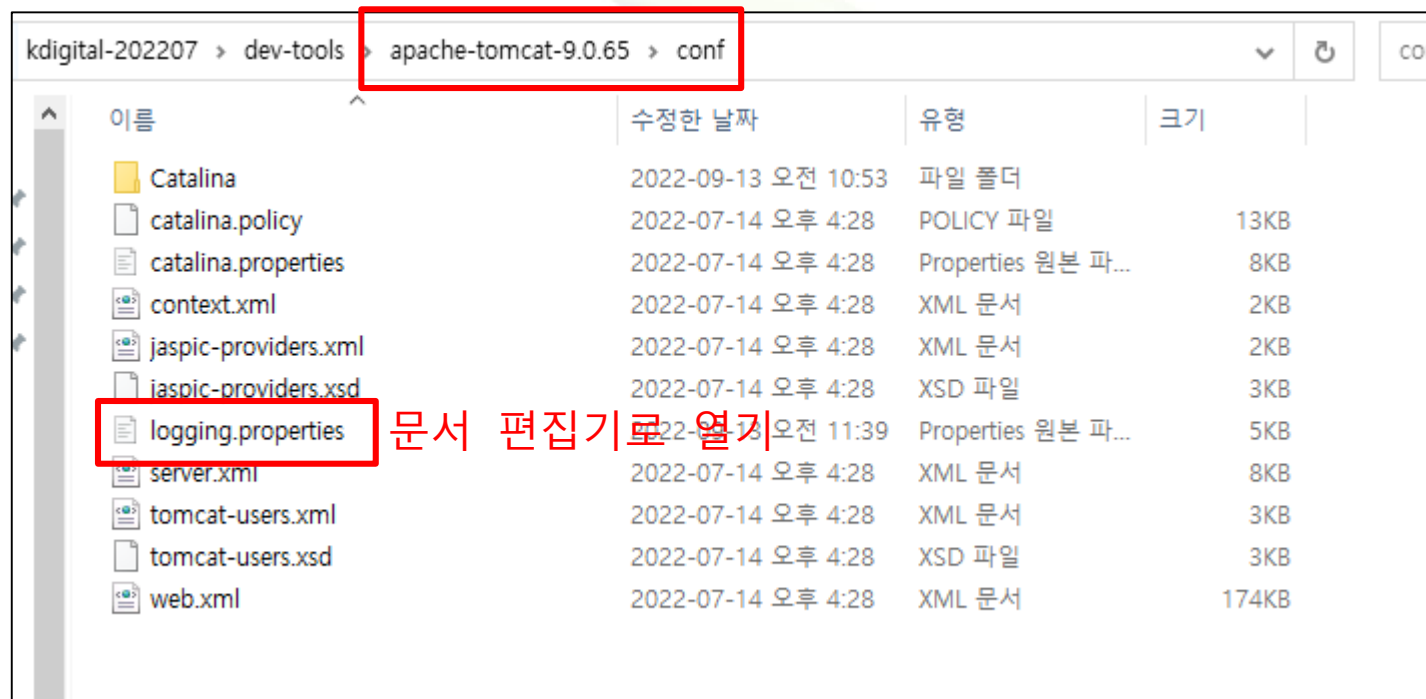 kdigital-202207 > dev-tools > apache-tomcat-9.0.65 > conf co
이름 수정한 날짜 유형 크기
Catalina 2022-09-13 오전 10:53 파일 폴더
catalina.policy 2022-07-14 오후 4:28 POLICY 파일 13KB
catalina.properties 2022-07-14 오후 4:28 Properties 원본 파... 8KB
context.xml 2022-07-14 오후 4:28 XML 문서 2KB
jaspic-providers.xml 2022-07-14 오후 4:28 XML 문서 2KB
jaspic-providers.xsd 2022-07-14 오후 4:28 XSD 파일 3KB
logging.properties 문서 편집기로 열기 2022-09-13 오전 11:39 Properties 원본 파... 5KB
server.xml 2022-07-14 오후 4:28 XML 문서 8KB
tomcat-users.xml 2022-07-14 오후 4:28 XML 문서 3KB
tomcat-users.xsd 2022-07-14 오후 4:28 XSD 파일 3KB
web.xml 2022-07-14 오후 4:28 XML 문서 174KB